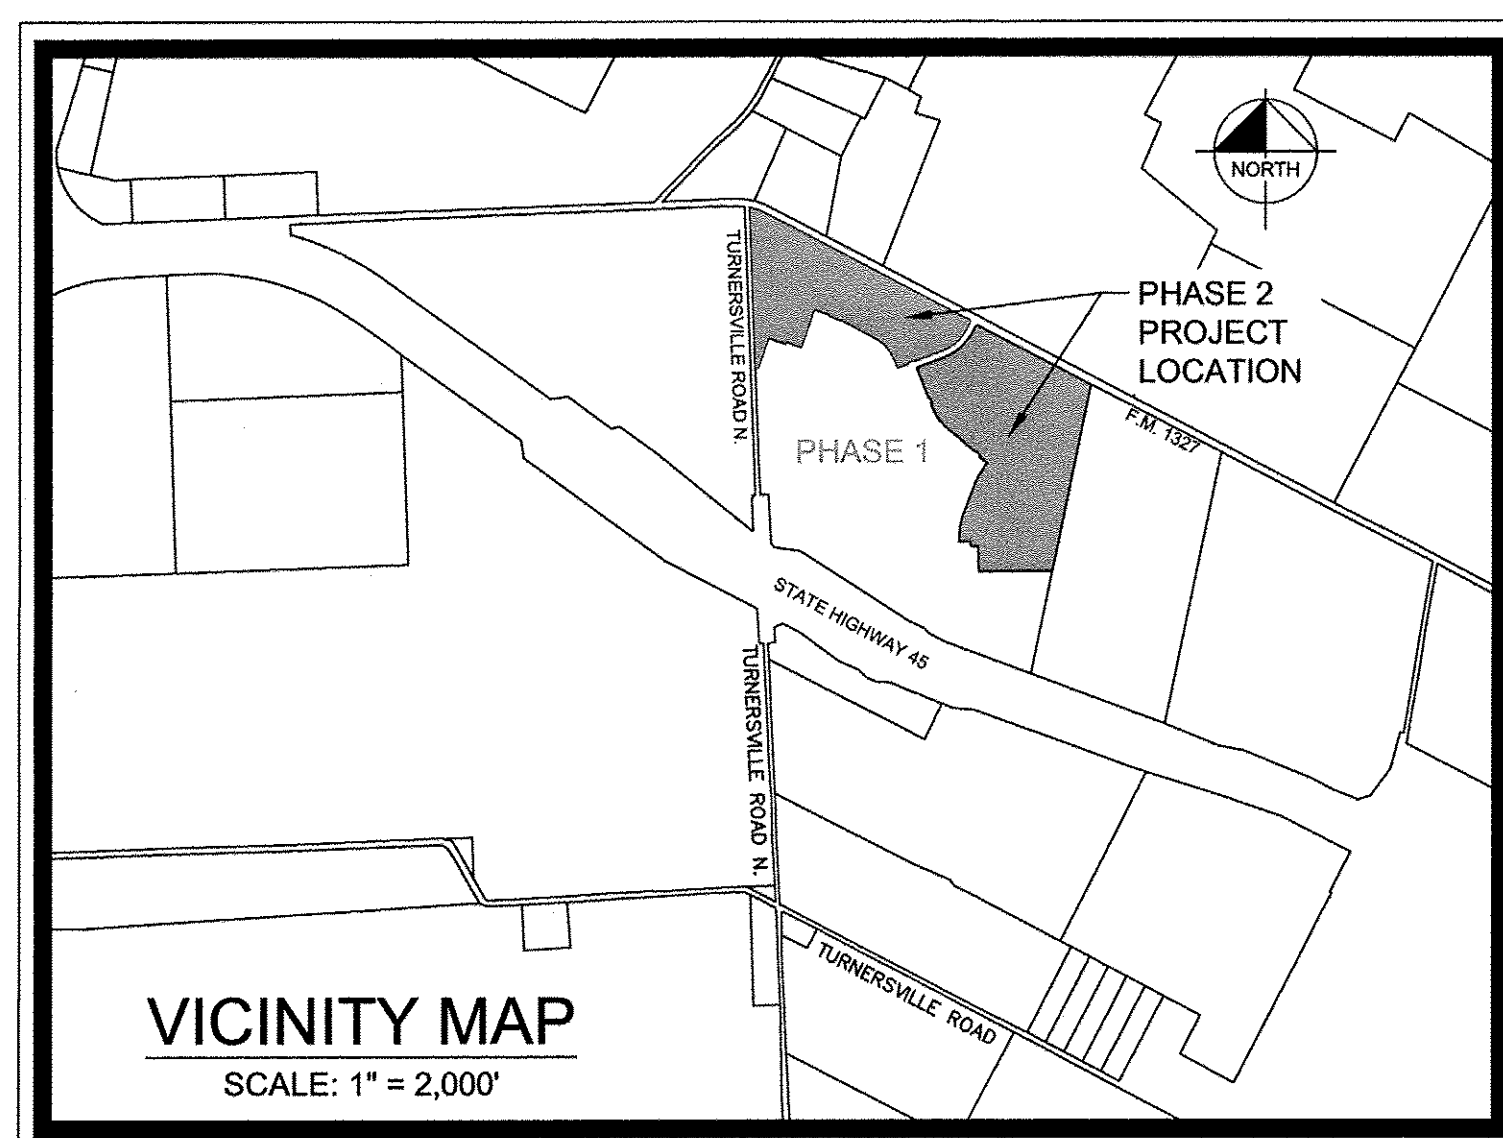 NORTH
TURNERSVILLE ROAD N.
PHASE 2
PROJECT
LOCATION
F.M. 1327
PHASE 1
STATE HIGHWAY 45
TURNERSVILLE ROAD N.
TURNERSVILLE ROAD
VICINITY MAP
SCALE: 1" = 2,000'